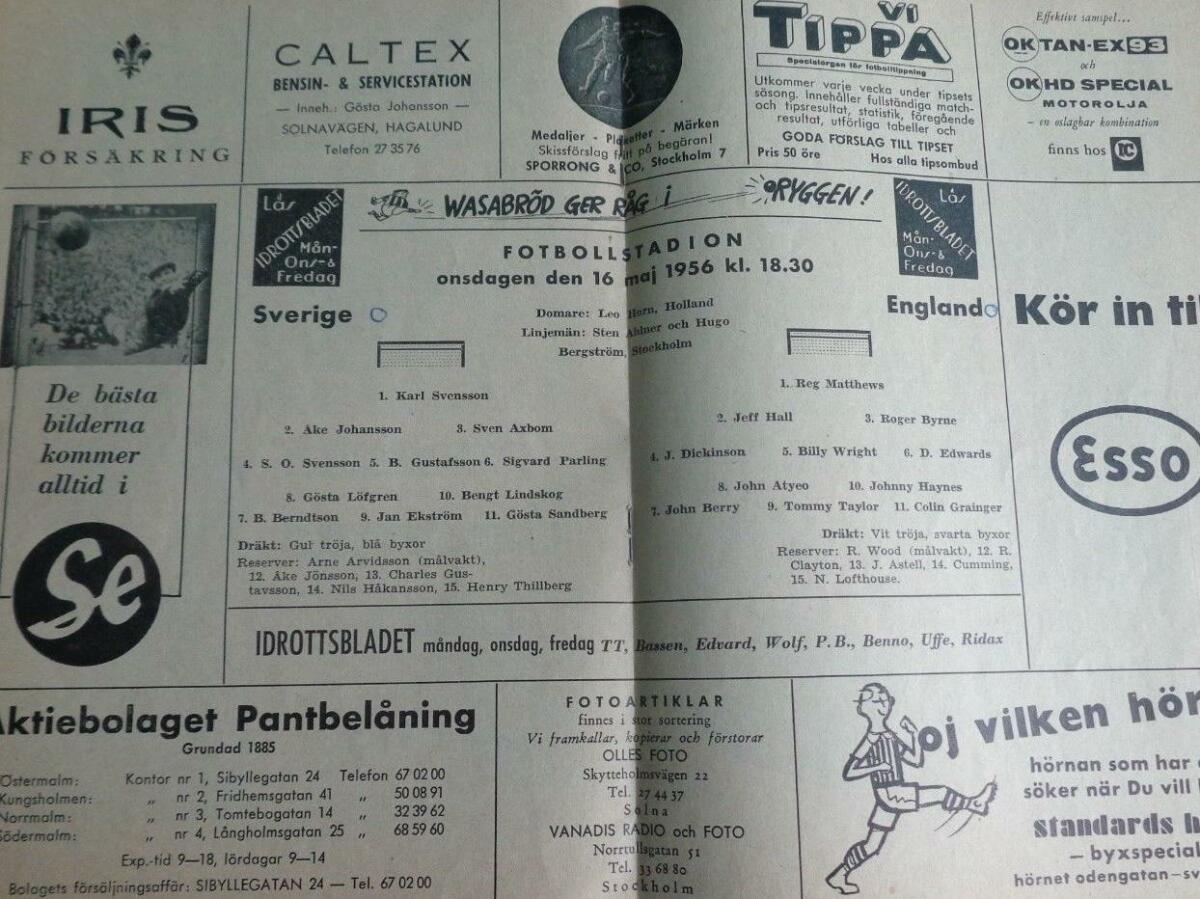 IRIS
FÖRSÄKRING
CALTEX
BENSIN- & SERVICESTATION
— Inneh.: Gösta Johansson —
SOLNAVÄGEN, HAGALUND
Telefon 27 35 76
Medaljer - Plaketter - Märken
Skissförslag fritt på begäran!
SPORRONG & CO. Stockholm 7
VI
TIPPA
Specialorgan för fotbollstippning
Utkommer varje vecka under tipsets
säsong. Innehåller fullständiga match-
och tipsresultat, statistik, föregående
resultat, utförliga tabeller och
GODA FÖRSLAG TILL TIPSET
Pris 50 öre Hos alla tipsombud
Effektivt samspel...
OK TAN-EX 93
och
OK HD SPECIAL
MOTOROLJA
- en oslagbar kombination
finns hos IC
De bästa
bilderna
kommer
alltid i
Se
Läs
IDROTTSBLADET
Mån-
Ons-&
Fredag
WASABRÖD GER RÅG i RYGGEN!
Läs
IDROTTSBLADET
Mån-
Ons-&
Fredag
FOTBOLLSTADION
onsdagen den 16 maj 1956 kl. 18.30
Sverige
England
Domare: Leo Horn, Holland
Linjemän: Sten Ahlner och Hugo
Bergström, Stockholm
1. Karl Svensson
2. Åke Johansson 3. Sven Axbom
4. S. O. Svensson 5. B. Gustafsson 6. Sigvard Parling
8. Gösta Löfgren 10. Bengt Lindskog
7. B. Berndtson 9. Jan Ekström 11. Gösta Sandberg
Dräkt: Gul tröja, blå byxor
Reserver: Arne Arvidsson (målvakt),
12. Åke Jönsson, 13. Charles Gus-
tavsson, 14. Nils Håkansson, 15. Henry Thillberg
1. Reg Matthews
2. Jeff Hall 3. Roger Byrne
4. J. Dickinson 5. Billy Wright 6. D. Edwards
8. John Atyeo 10. Johnny Haynes
7. John Berry 9. Tommy Taylor 11. Colin Grainger
Dräkt: Vit tröja, svarta byxor
Reserver: R. Wood (målvakt), 12. R.
Clayton, 13. J. Astell, 14. Cumming,
15. N. Lofthouse.
Kör in ti
Esso
IDROTTSBLADET måndag, onsdag, fredag TT, Bassen, Edvard, Wolf, P.B., Benno, Uffe, Ridax
Aktiebolaget Pantbelåning
Grundad 1885
Östermalm: Kontor nr 1, Sibyllegatan 24 Telefon 67 02 00
Kungsholmen: „ nr 2, Fridhemsgatan 41 „ 50 08 91
Norrmalm: „ nr 3, Tomtebogatan 14 „ 32 39 62
Södermalm: „ nr 4, Långholmsgatan 25 „ 68 59 60
Exp.-tid 9—18, lördagar 9—14
Bolagets försäljningsaffär: SIBYLLEGATAN 24 — Tel. 67 02 00
FOTOARTIKLAR
finnes i stor sortering
Vi framkallar, kopierar och förstorar
OLLES FOTO
Skytteholmsvägen 22
Tel. 27 44 37
Solna
VANADIS RADIO och FOTO
Norrtullsgatan 51
Tel. 33 68 80
Stockholm
oj vilken hör
hörnan som har
söker när Du vill
standards h
— byxspecial
hörnet odengatan—sv